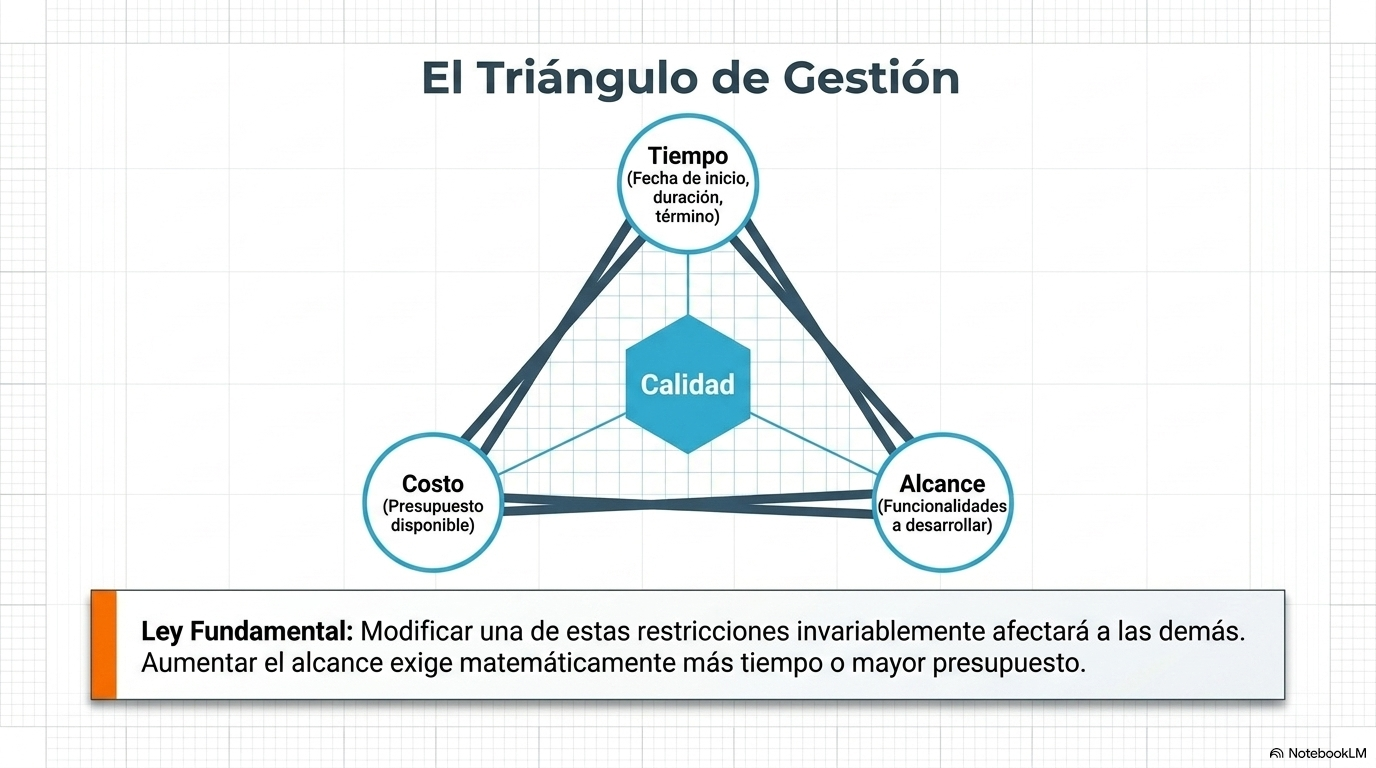 El Triángulo de Gestión
Tiempo
(Fecha de inicio,
duración,
término)
Calidad
Costo
(Presupuesto
disponible)
Alcance
(Funcionalidades
a desarrollar)
Ley Fundamental: Modificar una de estas restricciones invariablemente afectará a las demás.
Aumentar el alcance exige matemáticamente más tiempo o mayor presupuesto.
NotebookLM